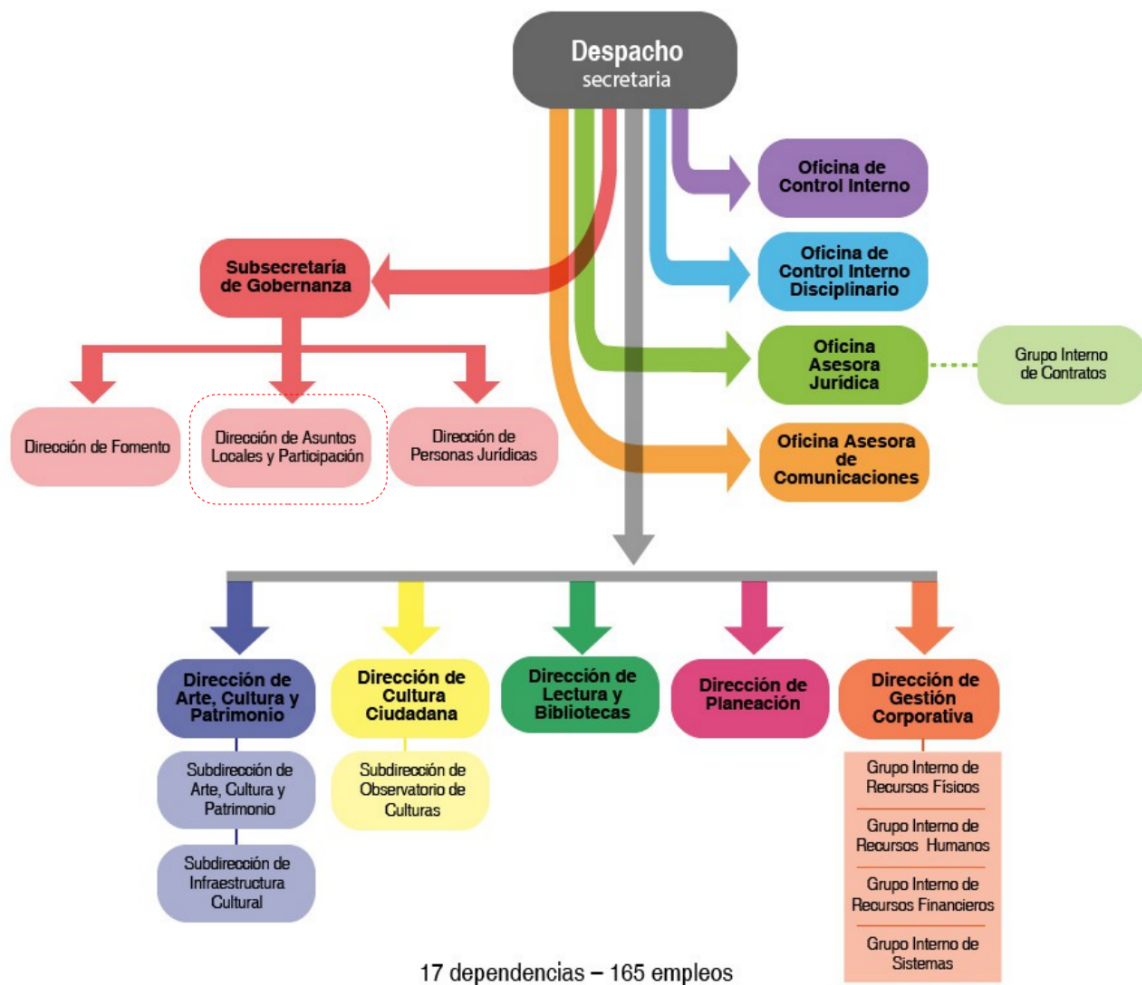 Despacho
secretaria
Oficina de
Control Interno
Subsecretaría
de Gobernanza
Oficina de
Control Interno
Disciplinario
Oficina
Asesora
Jurídica
Grupo Interno
de Contratos
Dirección de Fomento
Dirección de Asuntos
Locales y Participación
Dirección de
Personas Jurídicas
Oficina Asesora
de
Comunicaciones
Dirección de
Arte, Cultura y
Patrimonio
Subdirección de
Arte, Cultura y
Patrimonio
Subdirección de
Infraestructura
Cultural
Dirección de
Cultura
Ciudadana
Subdirección de
Observatorio de
Culturas
Dirección de
Lectura y
Bibliotecas
Dirección de
Planeación
Dirección de
Gestión
Corporativa
Grupo Interno de
Recursos Físicos
Grupo Interno de
Recursos Humanos
Grupo Interno de
Recursos Financieros
Grupo Interno de
Sistemas
17 dependencias – 165 empleos